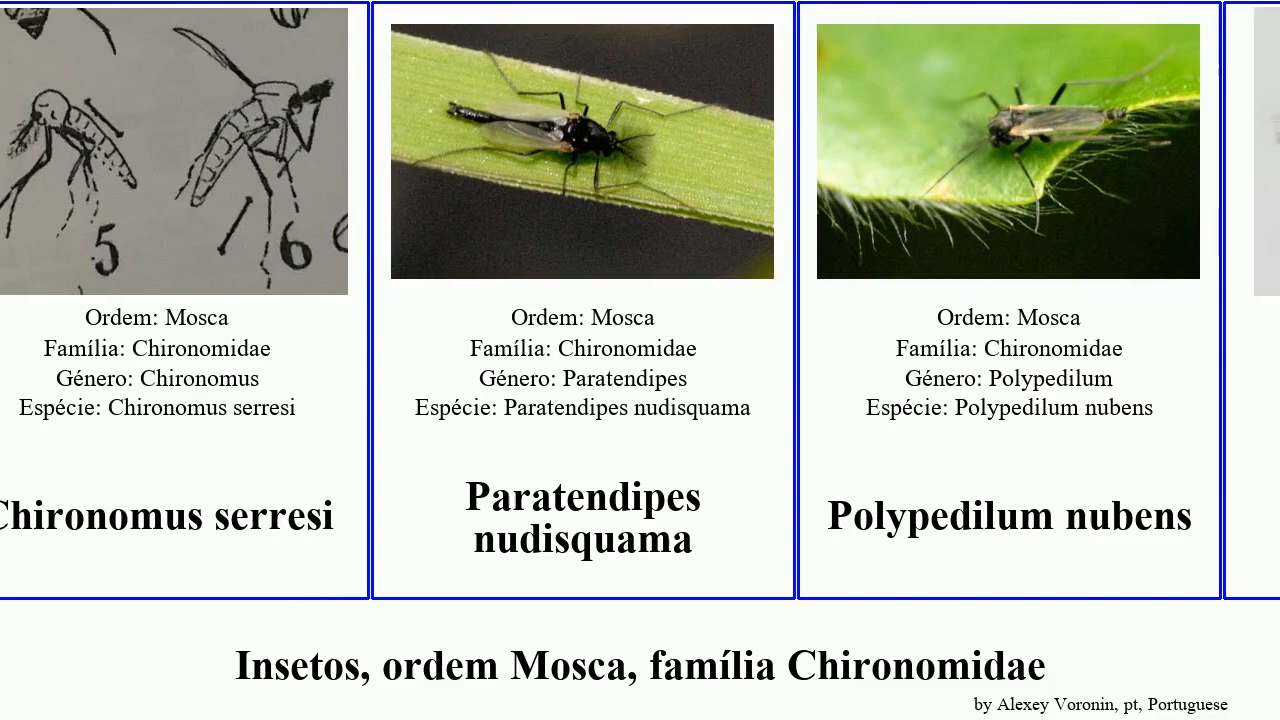 5
6
Ordem: Mosca
Família: Chironomidae
Género: Chironomus
Espécie: Chironomus serresi
Chironomus serresi
Ordem: Mosca
Família: Chironomidae
Género: Paratendipes
Espécie: Paratendipes nudisquama
Paratendipes
nudisquama
Ordem: Mosca
Família: Chironomidae
Género: Polypedilum
Espécie: Polypedilum nubens
Polypedilum nubens
Insetos, ordem Mosca, família Chironomidae
by Alexey Voronin, pt, Portuguese